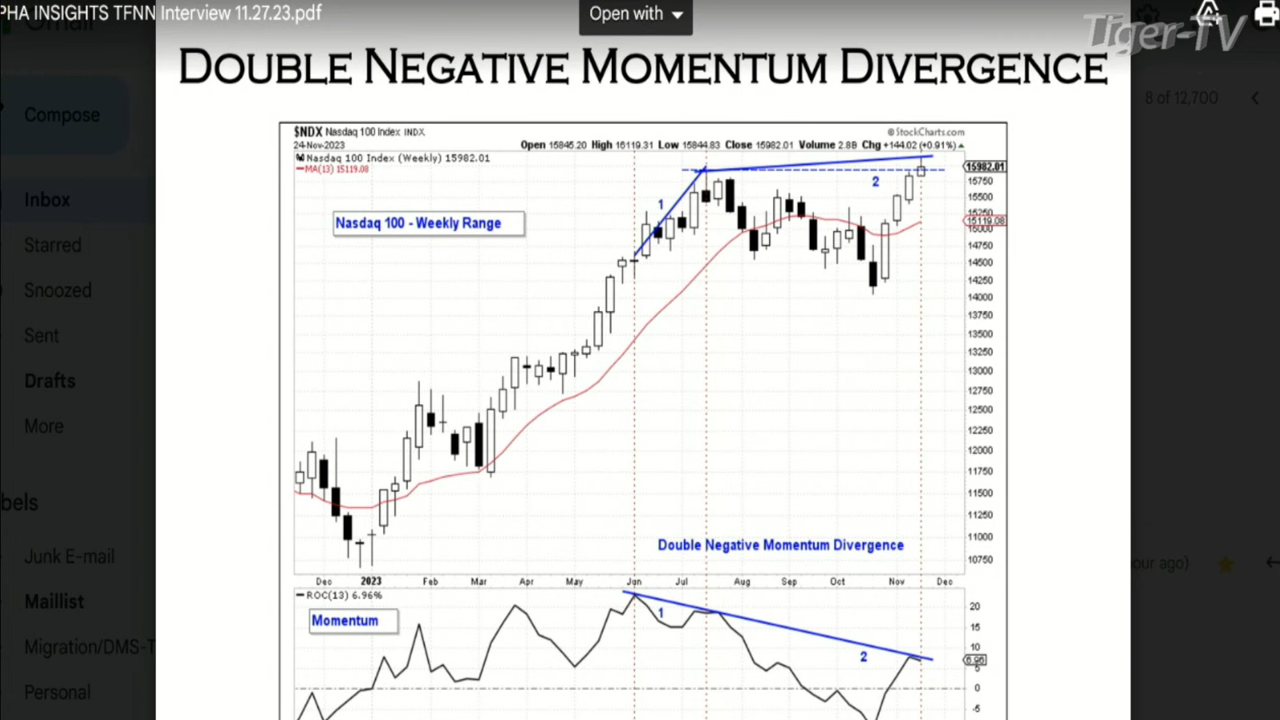 PHA INSIGHTS TFNN Interview 11.27.23.pdf
Open with
Tiger-TV
DOUBLE NEGATIVE MOMENTUM DIVERGENCE
8 of 12,700
Compose
Inbox
Starred
Snoozed
Sent
Drafts
More
bels
Junk E-mail
Maillist
Migration/DMS-T
Personal
our ago)
$NDX Nasdaq 100 Index INDX
© StockCharts.com
24-Nov-2023
Open 15845.20 High 16119.31 Low 15844.83 Close 15982.01 Volume 2.8B Chg +144.02 (+0.91%)
Nasdaq 100 Index (Weekly) 15982.01
MA(13) 15119.08
Nasdaq 100 - Weekly Range
1
2
15982.01
15750
15500
15250
15119.08
15000
14750
14500
14250
14000
13750
13500
13250
13000
12750
12500
12250
12000
11750
11500
11250
11000
10750
Double Negative Momentum Divergence
Dec 2023 Feb Mar Apr May Jun Jul Aug Sep Oct Nov Dec
ROC(13) 6.96%
Momentum
1
2
20
15
10
6.96
5
0
-5